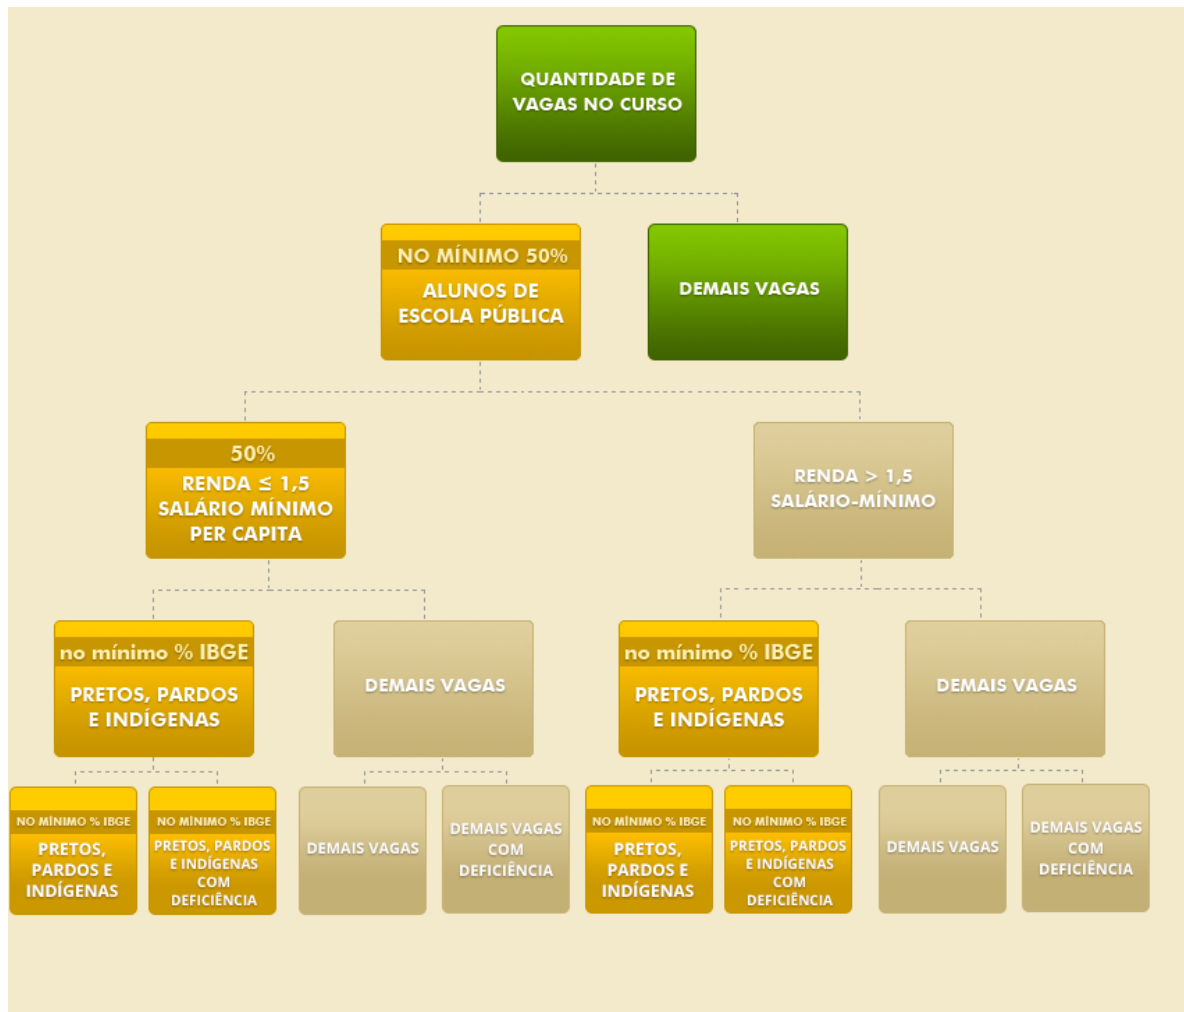 QUANTIDADE DE
VAGAS NO CURSO
NO MÍNIMO 50%
ALUNOS DE
ESCOLA PÚBLICA
DEMAIS VAGAS
50%
RENDA ≤ 1,5
SALÁRIO MÍNIMO
PER CAPITA
RENDA > 1,5
SALÁRIO-MÍNIMO
no mínimo % IBGE
PRETOS, PARDOS
E INDÍGENAS
DEMAIS VAGAS
no mínimo % IBGE
PRETOS, PARDOS
E INDÍGENAS
DEMAIS VAGAS
NO MÍNIMO % IBGE
PRETOS,
PARDOS E
INDÍGENAS
NO MÍNIMO % IBGE
PRETOS, PARDOS
E INDÍGENAS
COM
DEFICIÊNCIA
DEMAIS VAGAS
DEMAIS VAGAS
COM
DEFICIÊNCIA
NO MÍNIMO % IBGE
PRETOS,
PARDOS E
INDÍGENAS
NO MÍNIMO % IBGE
PRETOS, PARDOS
E INDÍGENAS
COM
DEFICIÊNCIA
DEMAIS VAGAS
DEMAIS VAGAS
COM
DEFICIÊNCIA